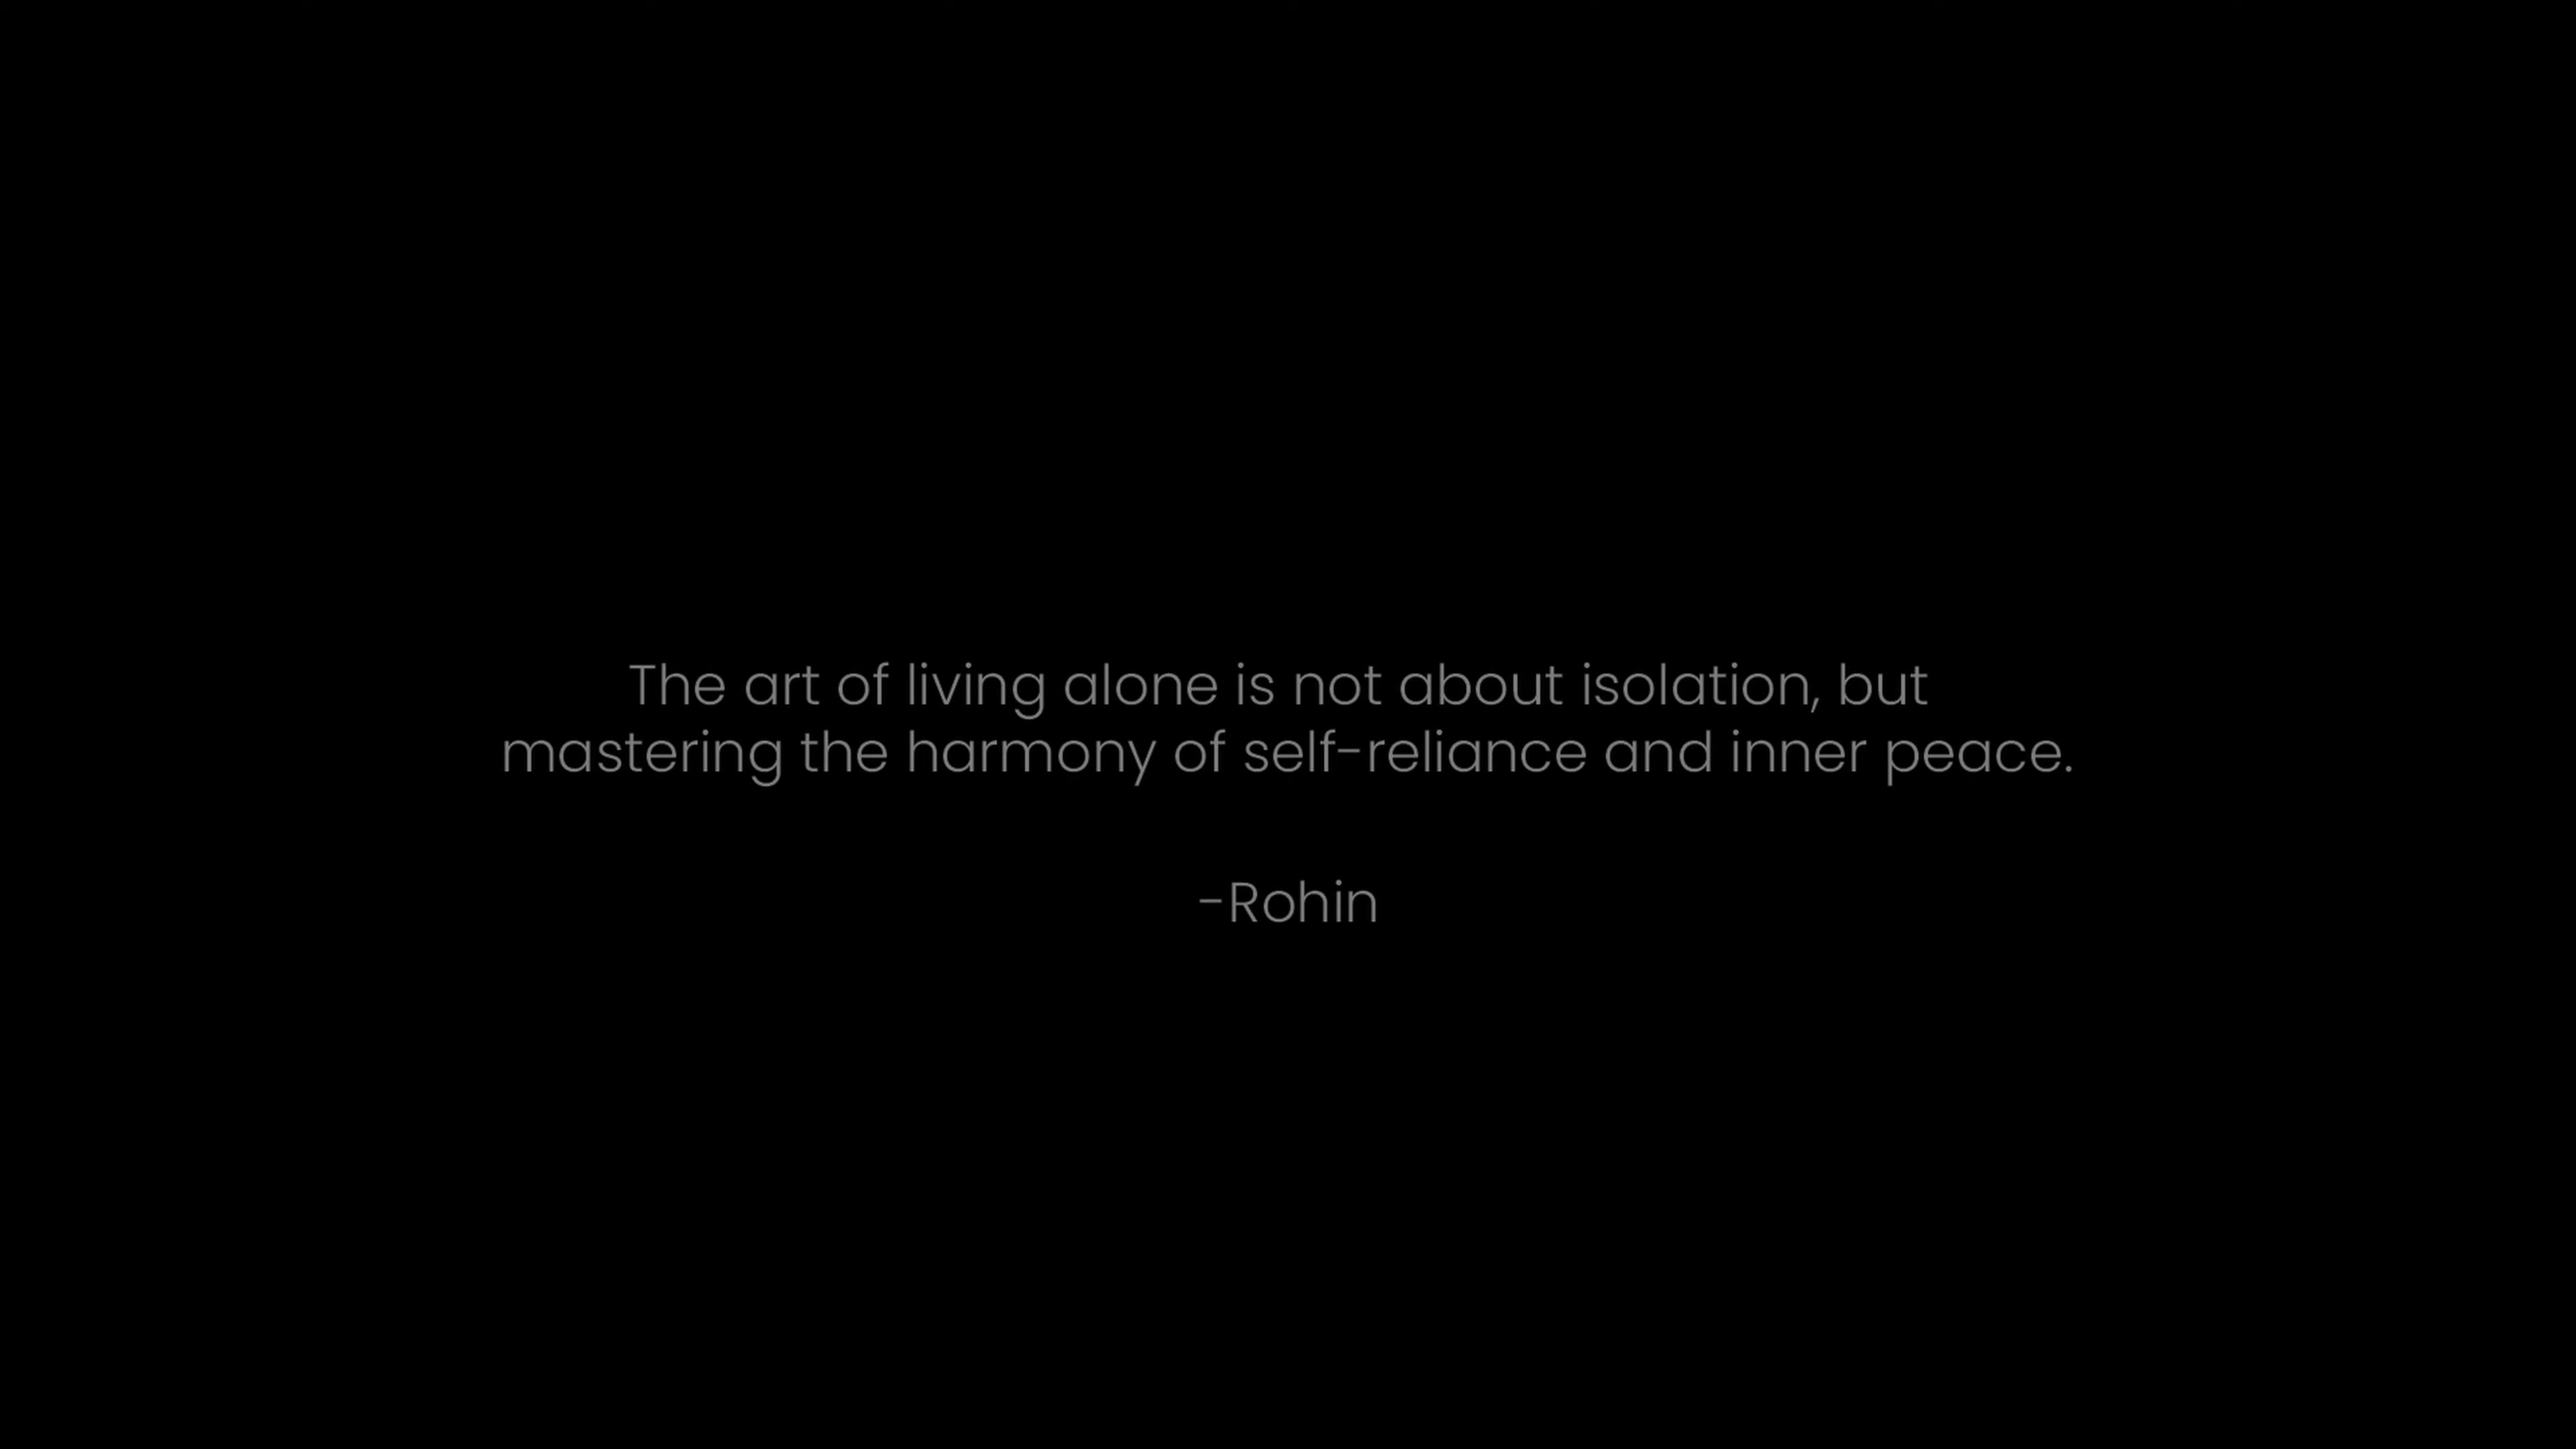 The art of living alone is not about isolation, but
mastering the harmony of self-reliance and inner peace.
-Rohin